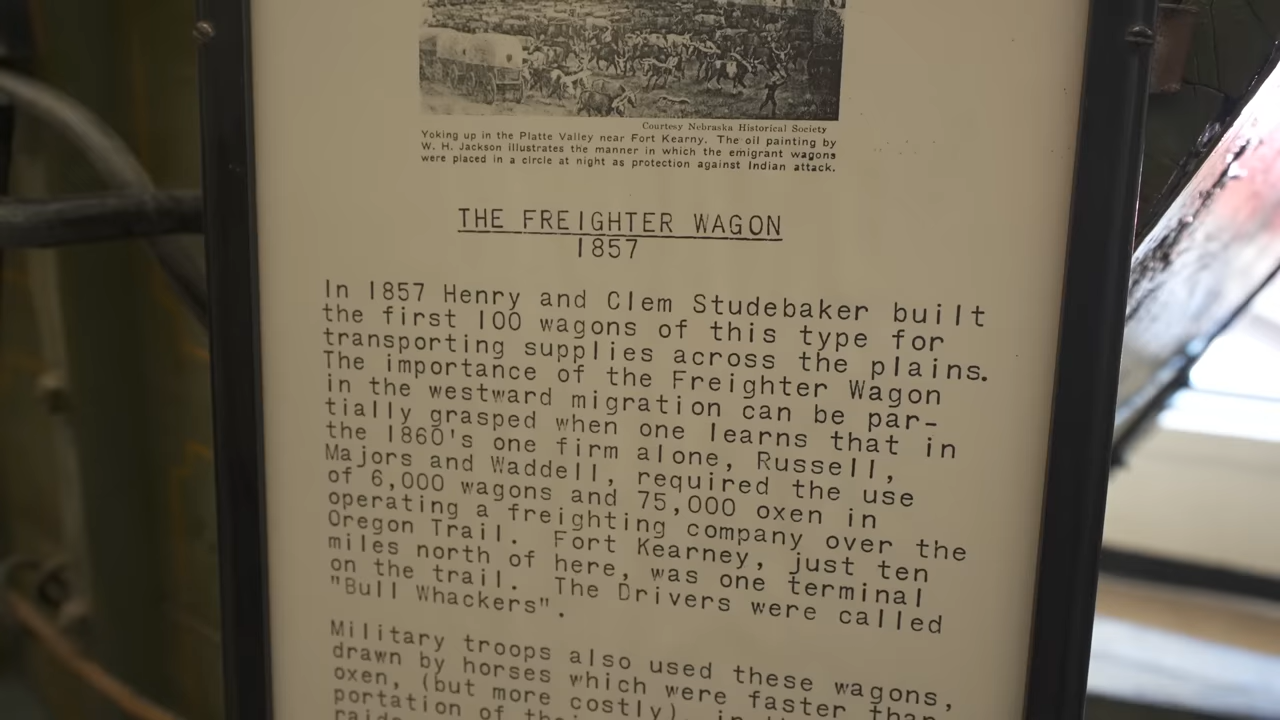 Courtesy Nebraska Historical Society
Yoking up in the Platte Valley near Fort Kearny. The oil painting by
W. H. Jackson illustrates the manner in which the emigrant wagons
were placed in a circle at night as protection against Indian attack.
THE FREIGHTER WAGON
1857
In 1857 Henry and Clem Studebaker built
the first 100 wagons of this type for
transporting supplies across the plains.
The importance of the Freighter Wagon
in the westward migration can be par-
tially grasped when one learns that in
the 1860's one firm alone, Russell,
Majors and Waddell, required the use
of 6,000 wagons and 75,000 oxen in
operating a freighting company over the
Oregon Trail. Fort Kearney, just ten
miles north of here, was one terminal
on the trail. The Drivers were called
"Bull Whackers".
Military troops also used these wagons,
drawn by horses which were faster than
oxen, (but more costly), in
portation of